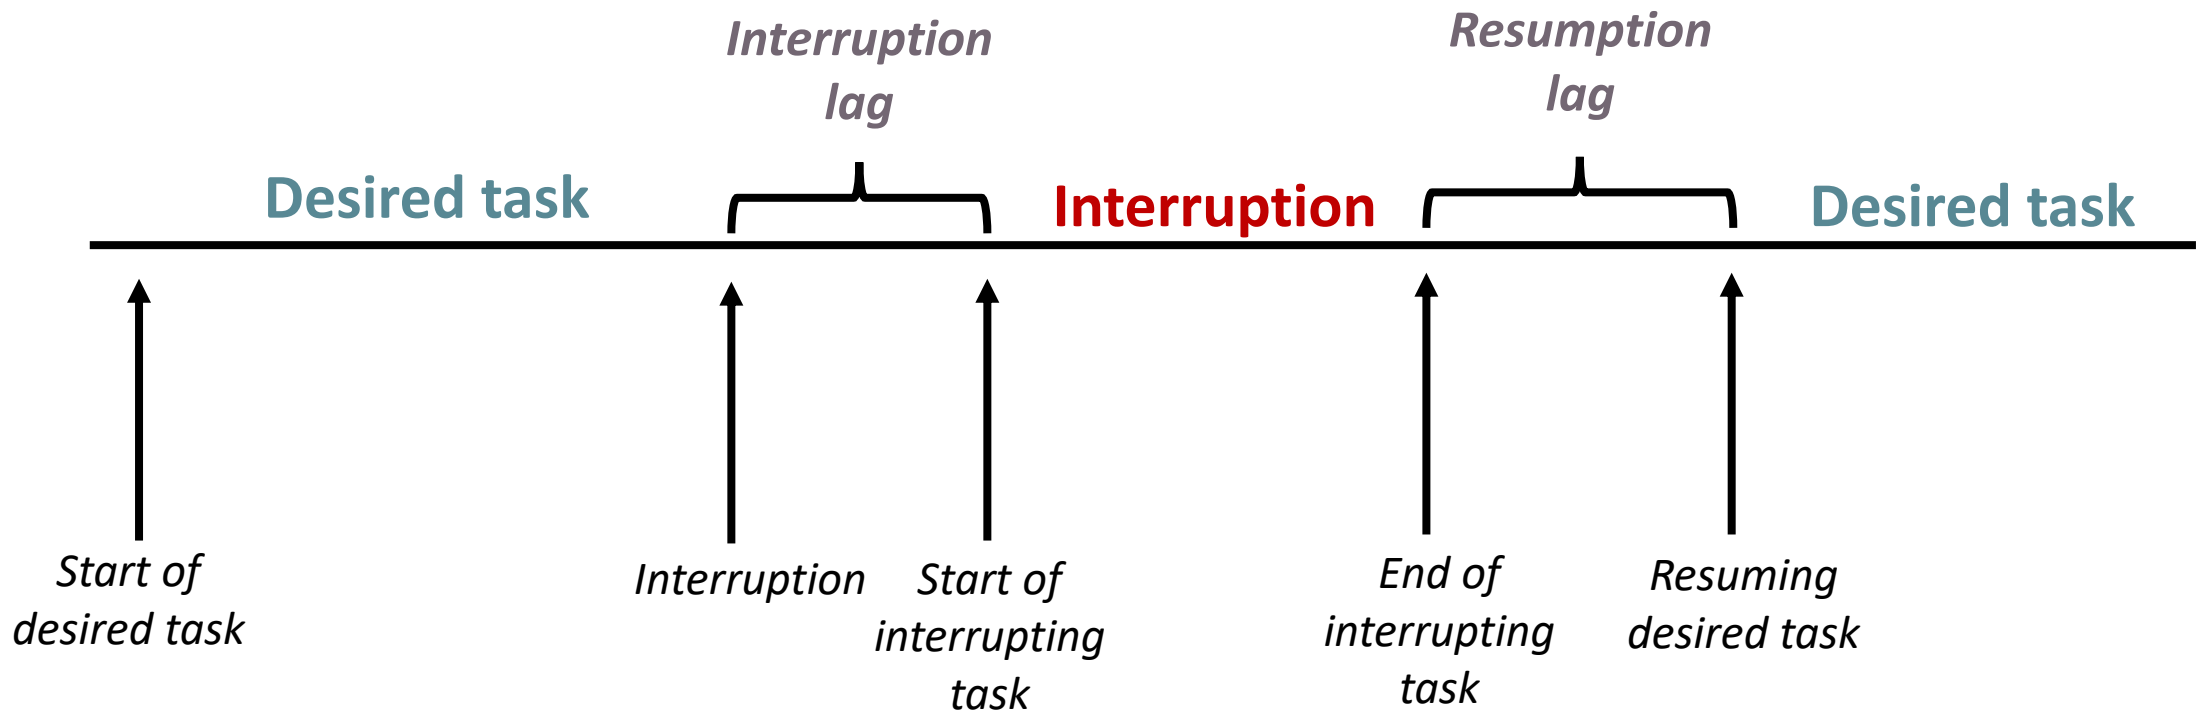 Interruption
lag
Resumption
lag
Desired task
Interruption
Desired task
Start of
desired task
Interruption
Start of
interrupting
task
End of
interrupting
task
Resuming
desired task